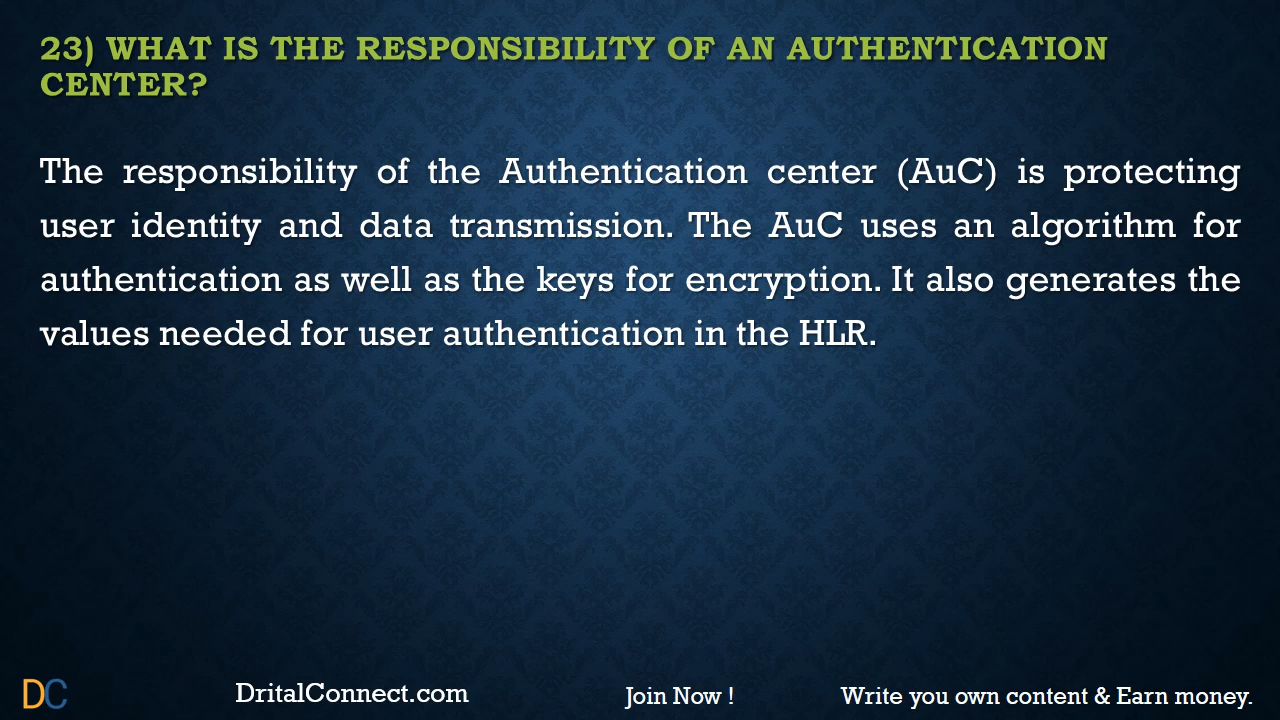 23) WHAT IS THE RESPONSIBILITY OF AN AUTHENTICATION
CENTER?
The responsibility of the Authentication center (AuC) is protecting
user identity and data transmission. The AuC uses an algorithm for
authentication as well as the keys for encryption. It also generates the
values needed for user authentication in the HLR.
DC
DritalConnect.com
Join Now !
Write you own content & Earn money.